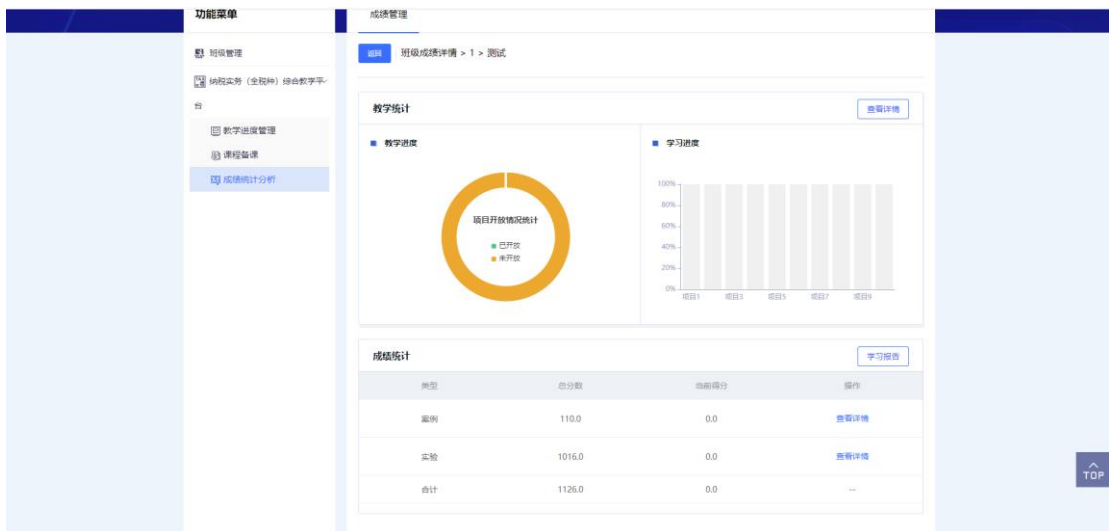 功能菜单
成绩管理
班级管理
返回
班级成绩详情 > 1 > 测试
纳税实务（全税种）综合教学平
台
教学进度管理
课程备课
成绩统计分析
教学统计
查看详情
教学进度
学习进度
项目开放情况统计
已开放
未开放
100%
80%
60%
40%
20%
0%
项目1 项目3 项目5 项目7 项目9
成绩统计
学习报告
类型 总分数 当前得分 操作
案例 110.0 0.0 查看详情
实验 1016.0 0.0 查看详情
合计 1126.0 0.0 --
TOP